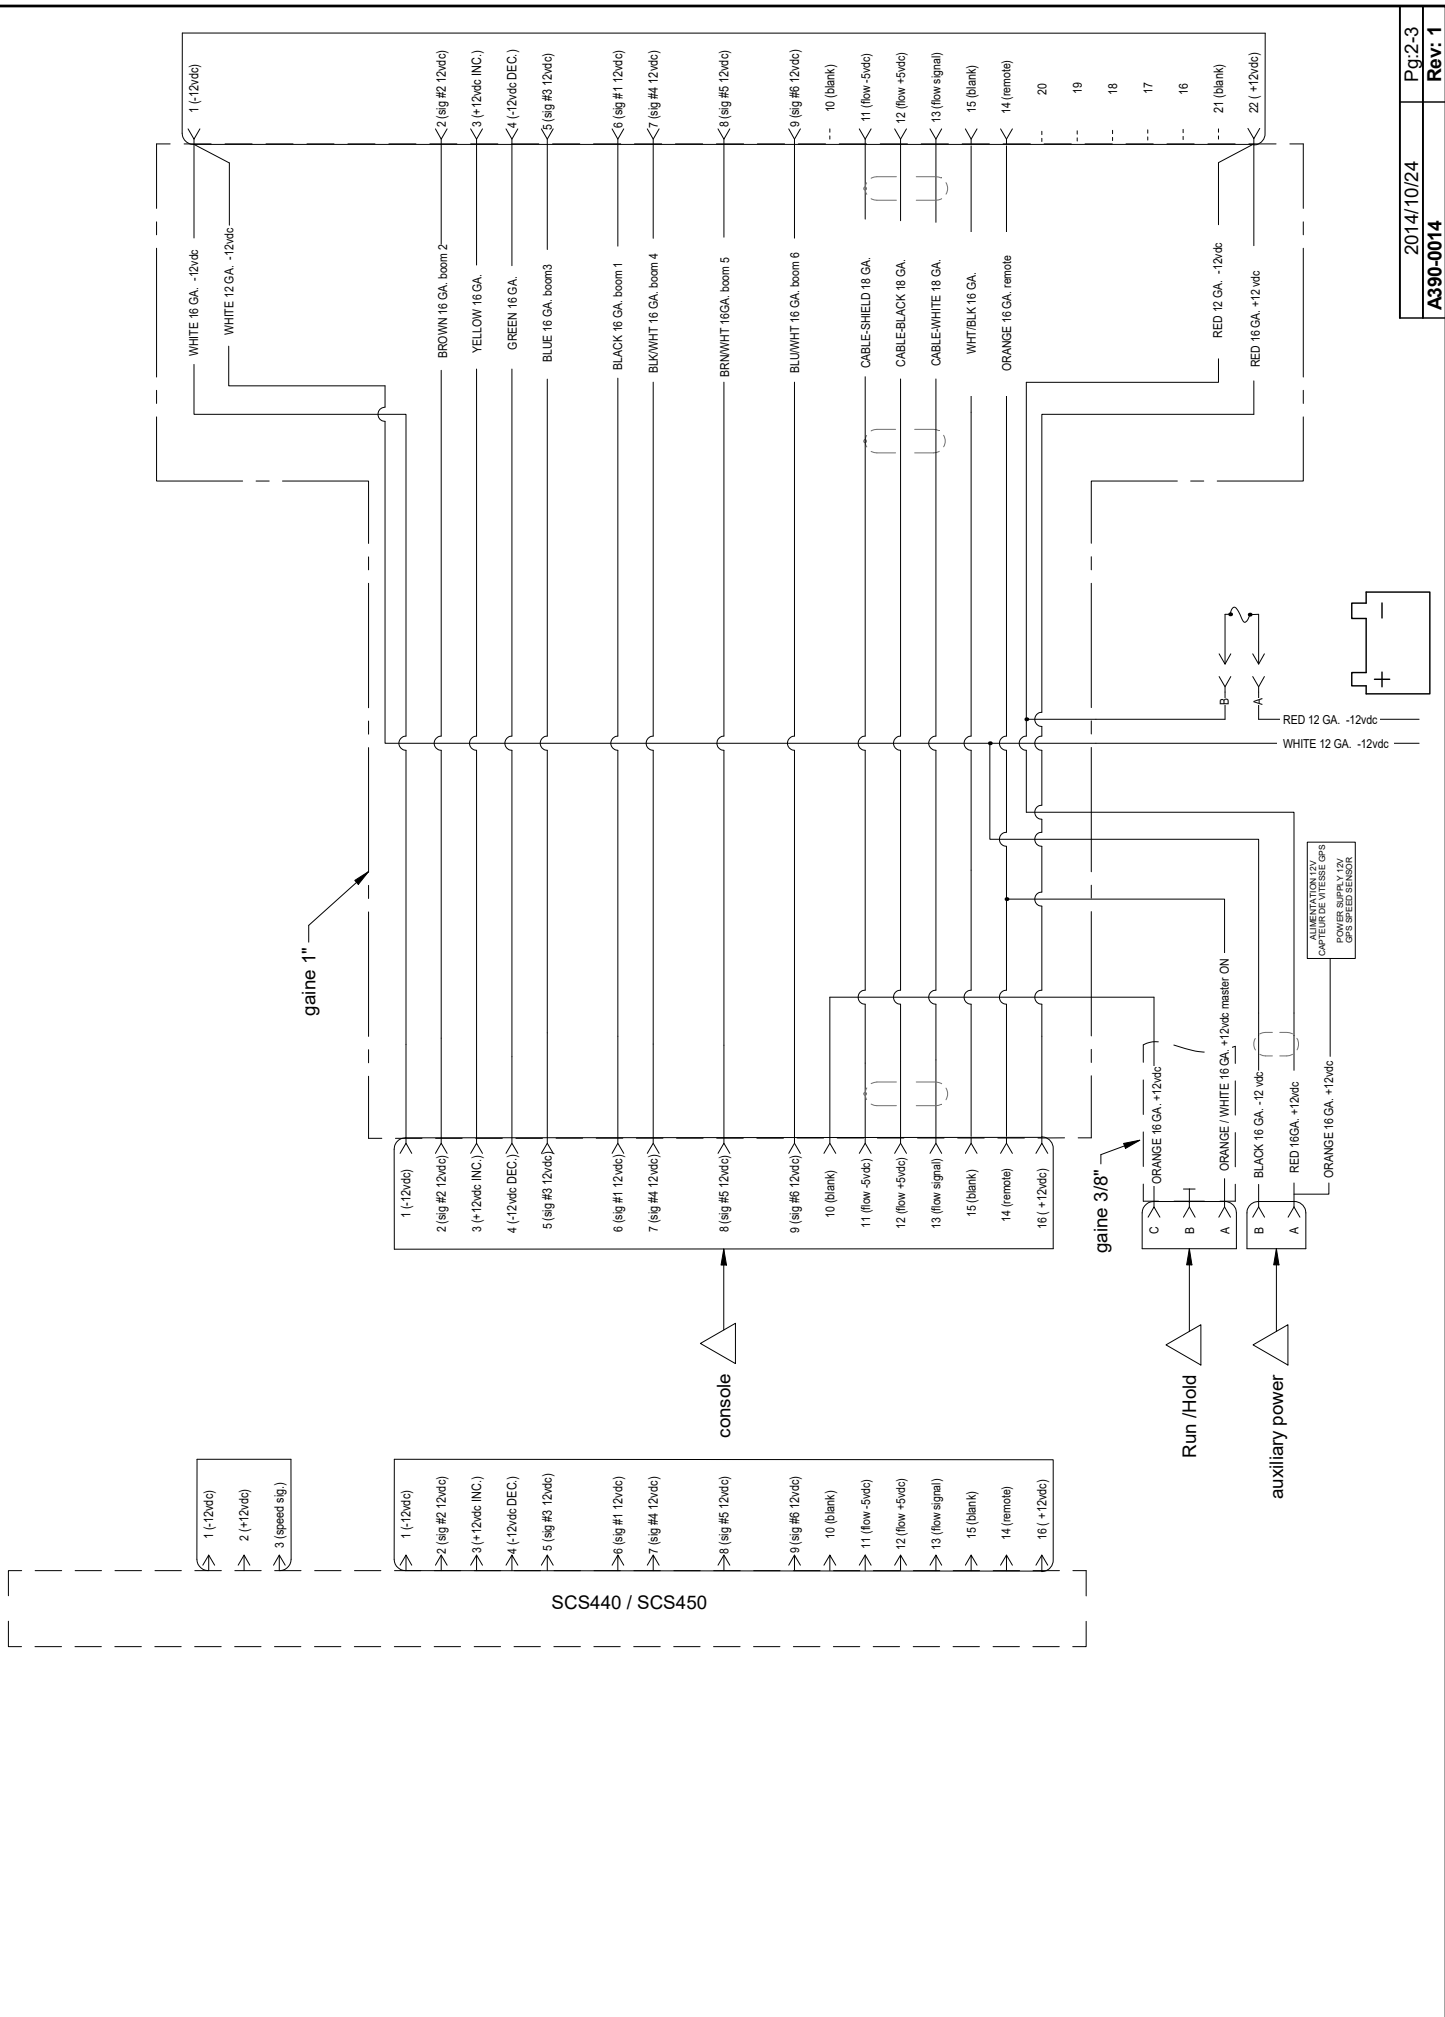 1 (-12vdc)
2 (sig #2 12vdc)
3 (+12vdc INC.)
4 (-12vdc DEC.)
5 (sig #3 12vdc)
6 (sig #1 12vdc)
7 (sig #4 12vdc)
8 (sig #5 12vdc)
9 (sig #6 12vdc)
10 (blank)
11 (flow -5vdc)
12 (flow +5vdc)
13 (flow signal)
15 (blank)
14 (remote)
20
19
18
17
16
21 (blank)
22 ( +12vdc)
WHITE 16 GA. -12vdc
WHITE 12 GA. -12vdc
BROWN 16 GA. boom 2
YELLOW 16 GA.
GREEN 16 GA.
BLUE 16 GA. boom3
BLACK 16 GA. boom 1
BLK/WHT 16 GA. boom 4
BRN/WHT 16GA. boom 5
BLU/WHT 16 GA. boom 6
CABLE-SHIELD 18 GA.
CABLE-BLACK 18 GA.
CABLE-WHITE 18 GA.
WHT/BLK 16 GA.
ORANGE 16 GA. remote
RED 12 GA. -12vdc
RED 16 GA. +12 vdc
2014/10/24
Pg:2-3
A390-0014
Rev: 1
B
A
+
–
RED 12 GA. -12vdc
WHITE 12 GA. -12vdc
gaine 1"
ALIMENTATION 12V
CAPTEUR DE VITESSE GPS
POWER SUPPLY 12V
GPS SPEED SENSOR
gaine 3/8"
ORANGE 16 GA. +12vdc
ORANGE / WHITE 16 GA. +12vdc master ON
BLACK 16 GA. -12 vdc
RED 16GA. +12vdc
ORANGE 16 GA. +12vdc
1 (-12vdc)
2 (sig #2 12vdc)
3 (+12vdc INC.)
4 (-12vdc DEC.)
5 (sig #3 12vdc)
6 (sig #1 12vdc)
7 (sig #4 12vdc)
8 (sig #5 12vdc)
9 (sig #6 12vdc)
10 (blank)
11 (flow -5vdc)
12 (flow +5vdc)
13 (flow signal)
15 (blank)
14 (remote)
16 ( +12vdc)
C
B
A
B
A
console
Run /Hold
auxiliary power
1 (-12vdc)
2 (+12vdc)
3 (speed sig.)
1 (-12vdc)
2 (sig #2 12vdc)
3 (+12vdc INC.)
4 (-12vdc DEC.)
5 (sig #3 12vdc)
6 (sig #1 12vdc)
7 (sig #4 12vdc)
8 (sig #5 12vdc)
9 (sig #6 12vdc)
10 (blank)
11 (flow -5vdc)
12 (flow +5vdc)
13 (flow signal)
15 (blank)
14 (remote)
16 ( +12vdc)
SCS440 / SCS450